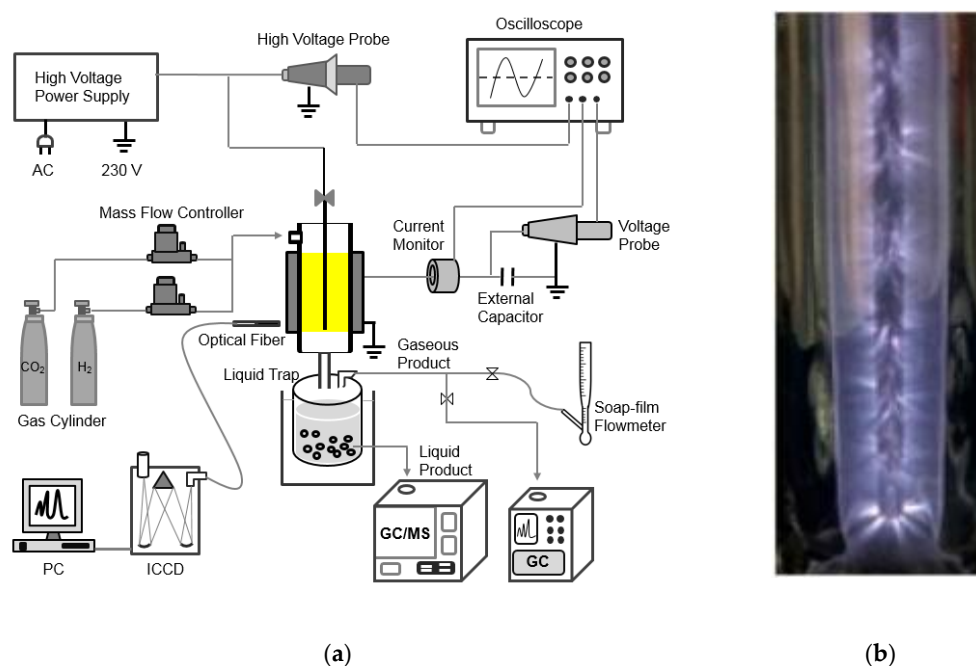 Oscilloscope
High Voltage Probe
High Voltage
Power Supply
AC
230 V
Mass Flow Controller
Current
Monitor
Voltage
Probe
External
Capacitor
Optical Fiber
CO2
H2
Gas Cylinder
Gaseous
Product
Liquid Trap
Soap-film
Flowmeter
Liquid
Product
GC/MS
GC
PC
ICCD
(a)
(b)